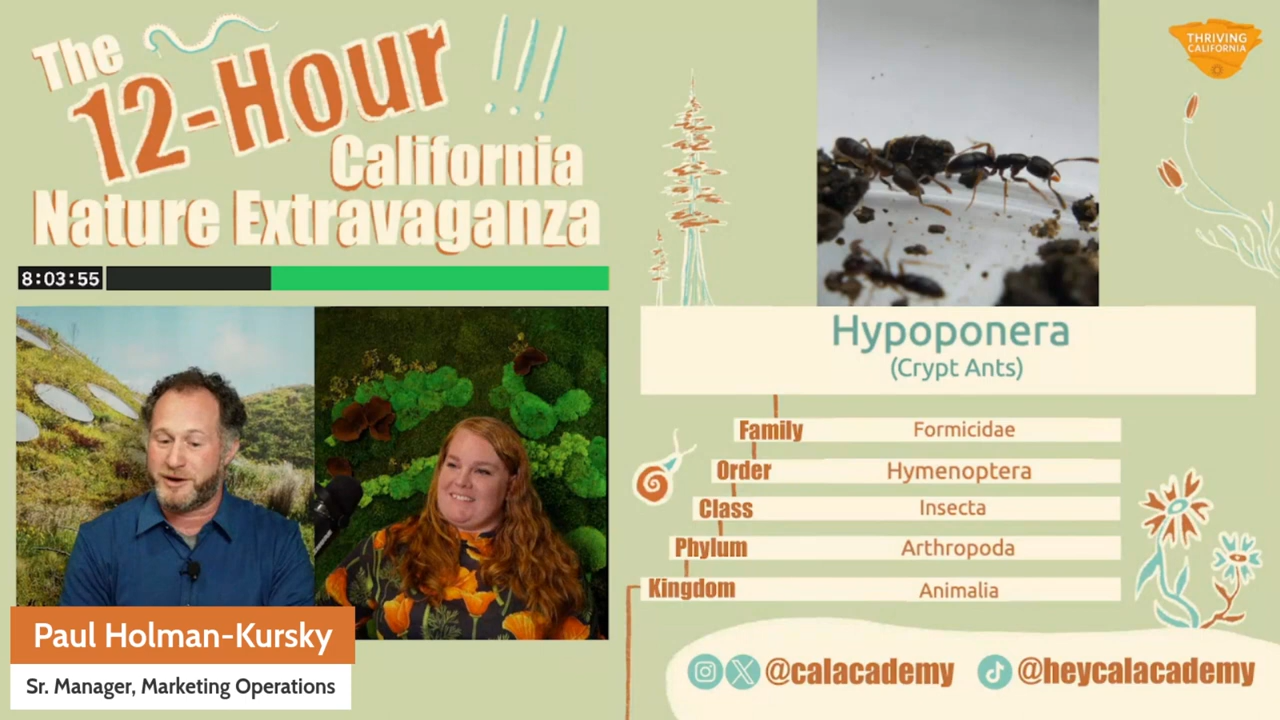 The
12-Hour!!!
California
Nature Extravaganza
8:03:55
Paul Holman-Kursky
Sr. Manager, Marketing Operations
THRIVING
CALIFORNIA
Hypoponera
(Crypt Ants)
Family Formicidae
Order Hymenoptera
Class Insecta
Phylum Arthropoda
Kingdom Animalia
@calacademy @heycalacademy